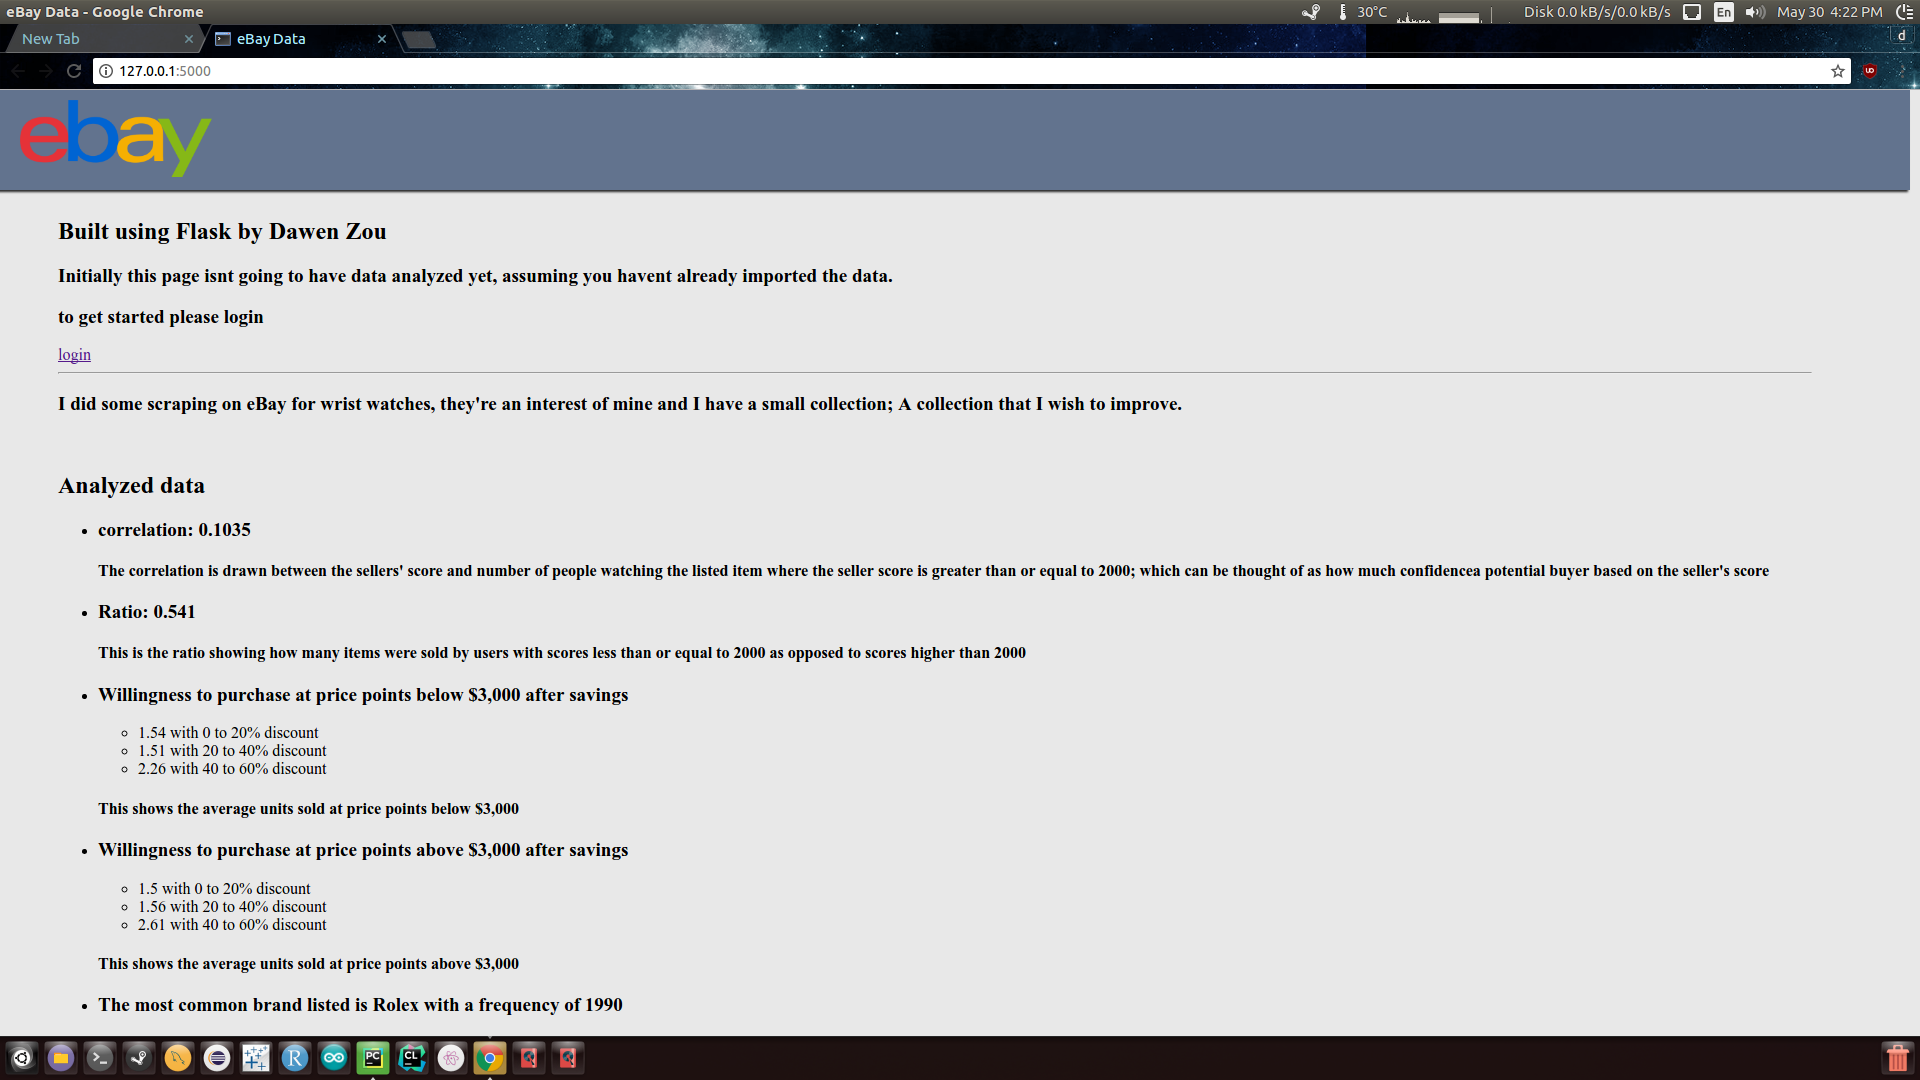 eBay Data - Google Chrome
30°C
Disk 0.0 kB/s/0.0 kB/s
En
May 30 4:22 PM
New Tab
eBay Data
d
127.0.0.1:5000
ebay
Built using Flask by Dawen Zou
Initially this page isnt going to have data analyzed yet, assuming you havent already imported the data.
to get started please login
login
I did some scraping on eBay for wrist watches, they're an interest of mine and I have a small collection; A collection that I wish to improve.
Analyzed data
correlation: 0.1035
The correlation is drawn between the sellers' score and number of people watching the listed item where the seller score is greater than or equal to 2000; which can be thought of as how much confidencea potential buyer based on the seller's score
Ratio: 0.541
This is the ratio showing how many items were sold by users with scores less than or equal to 2000 as opposed to scores higher than 2000
Willingness to purchase at price points below $3,000 after savings
1.54 with 0 to 20% discount
1.51 with 20 to 40% discount
2.26 with 40 to 60% discount
This shows the average units sold at price points below $3,000
Willingness to purchase at price points above $3,000 after savings
1.5 with 0 to 20% discount
1.56 with 20 to 40% discount
2.61 with 40 to 60% discount
This shows the average units sold at price points above $3,000
The most common brand listed is Rolex with a frequency of 1990
R
PC
CL